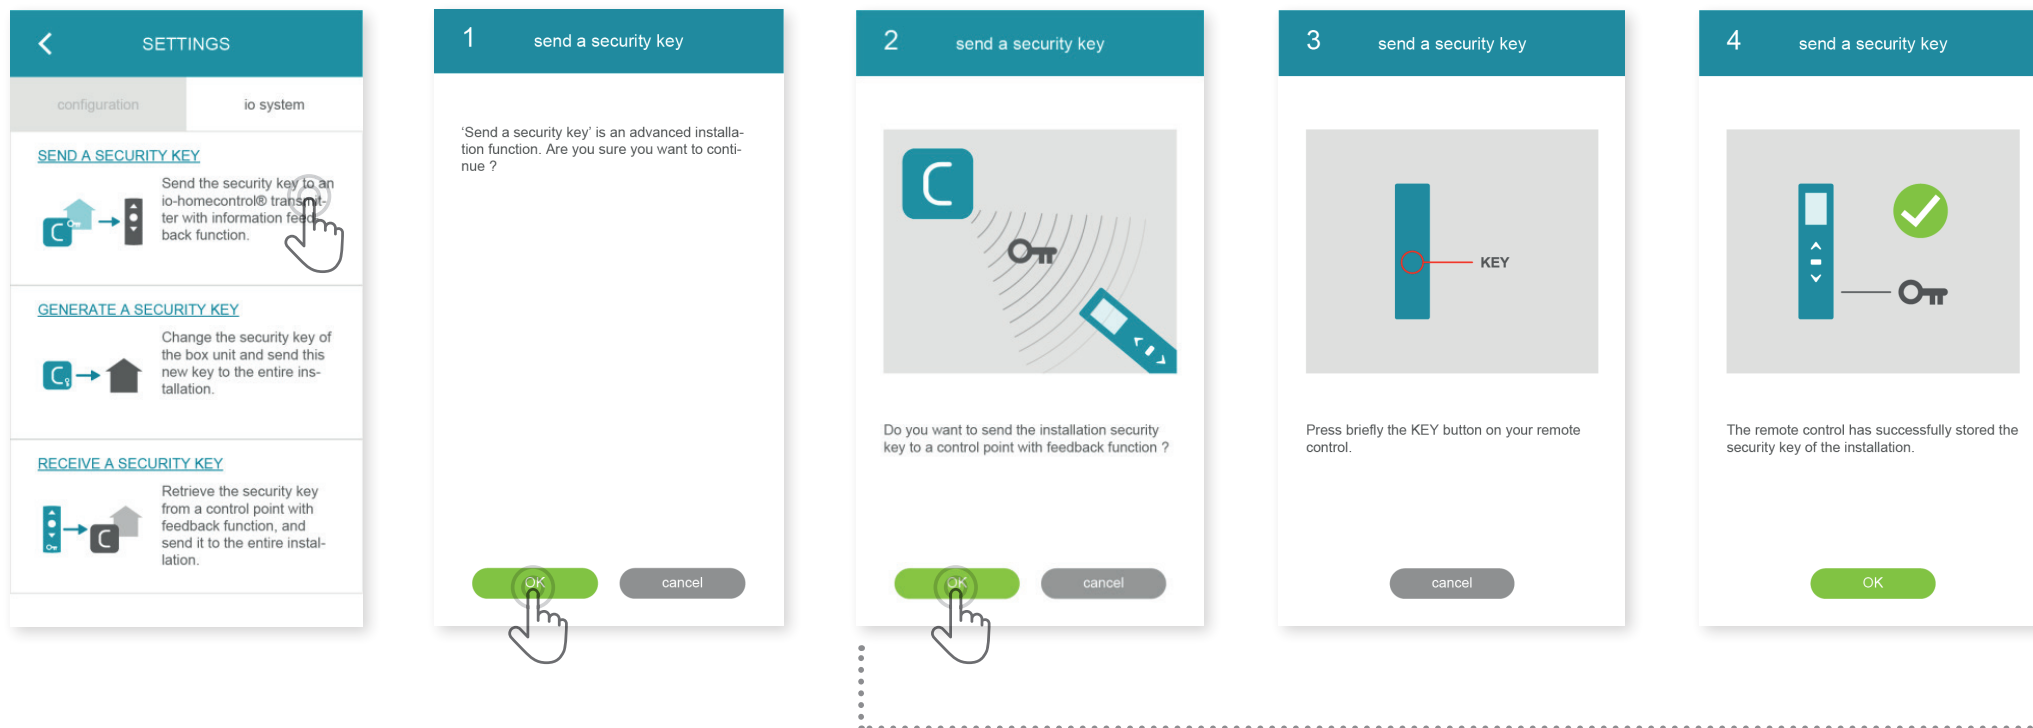 SETTINGS
configuration
io system
SEND A SECURITY KEY
Send the security key to an
io-homecontrol® transmit-
ter with information feed-
back function.
GENERATE A SECURITY KEY
Change the security key of
the box unit and send this
new key to the entire ins-
tallation.
RECEIVE A SECURITY KEY
Retrieve the security key
from a control point with
feedback function, and
send it to the entire instal-
lation.
1 send a security key
‘Send a security key’ is an advanced installa-
tion function. Are you sure you want to conti-
nue ?
OK
cancel
2 send a security key
Do you want to send the installation security
key to a control point with feedback function ?
OK
cancel
3 send a security key
KEY
Press briefly the KEY button on your remote
control.
cancel
4 send a security key
The remote control has successfully stored the
security key of the installation.
OK